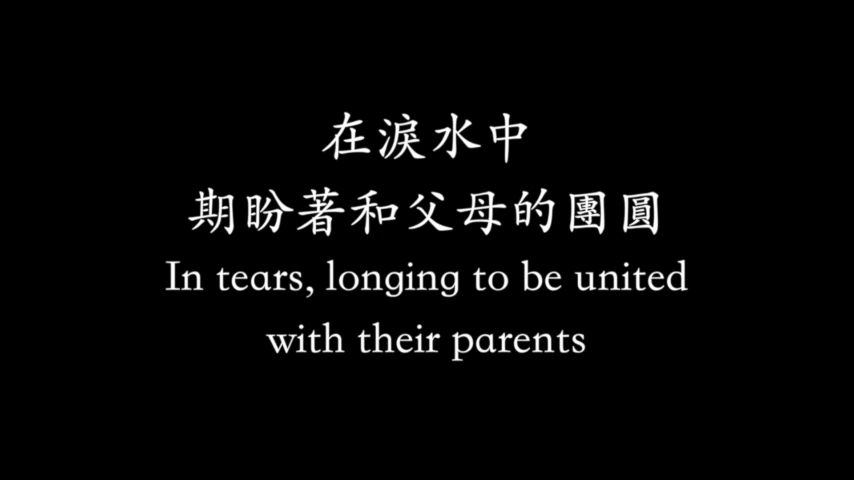 在淚水中
期盼著和父母的團圓
In tears, longing to be united
with their parents